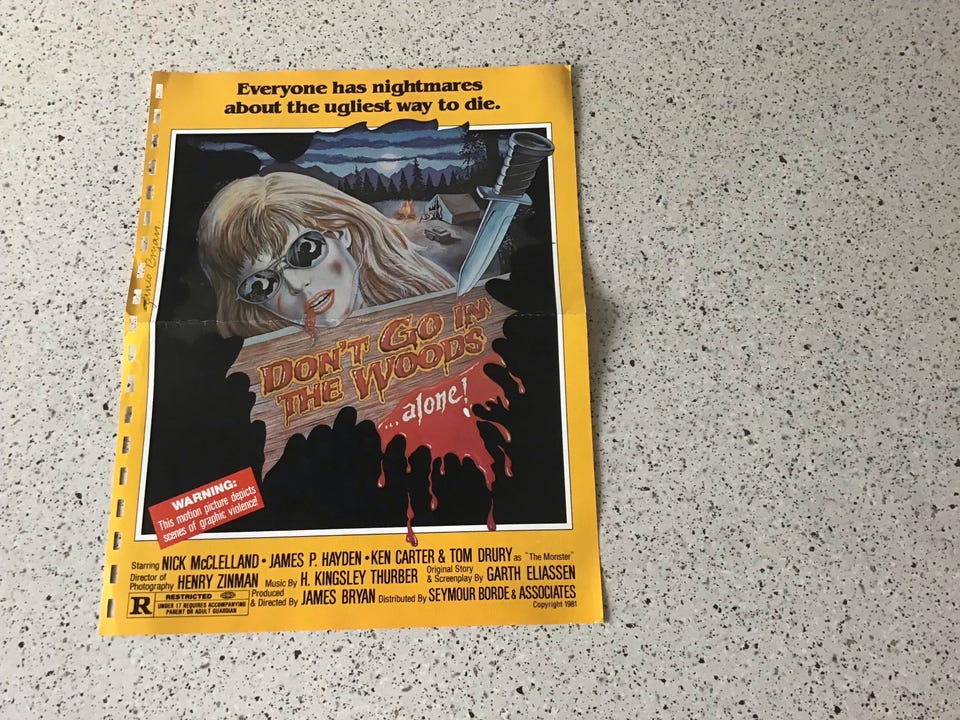 Everyone has nightmares
about the ugliest way to die.
James Bryan
DON'T GO IN
THE WOODS
...alone!
WARNING:
This motion picture depicts
scenes of graphic violence!
Starring NICK McCLELLAND • JAMES P. HAYDEN • KEN CARTER & TOM DRURY as "The Monster"
Director of Photography HENRY ZINMAN Music By H. KINGSLEY THURBER Original Story & Screenplay By GARTH ELIASSEN
Produced & Directed By JAMES BRYAN Distributed By SEYMOUR BORDE & ASSOCIATES
R RESTRICTED
UNDER 17 REQUIRES ACCOMPANYING
PARENT OR ADULT GUARDIAN
Copyright 1981